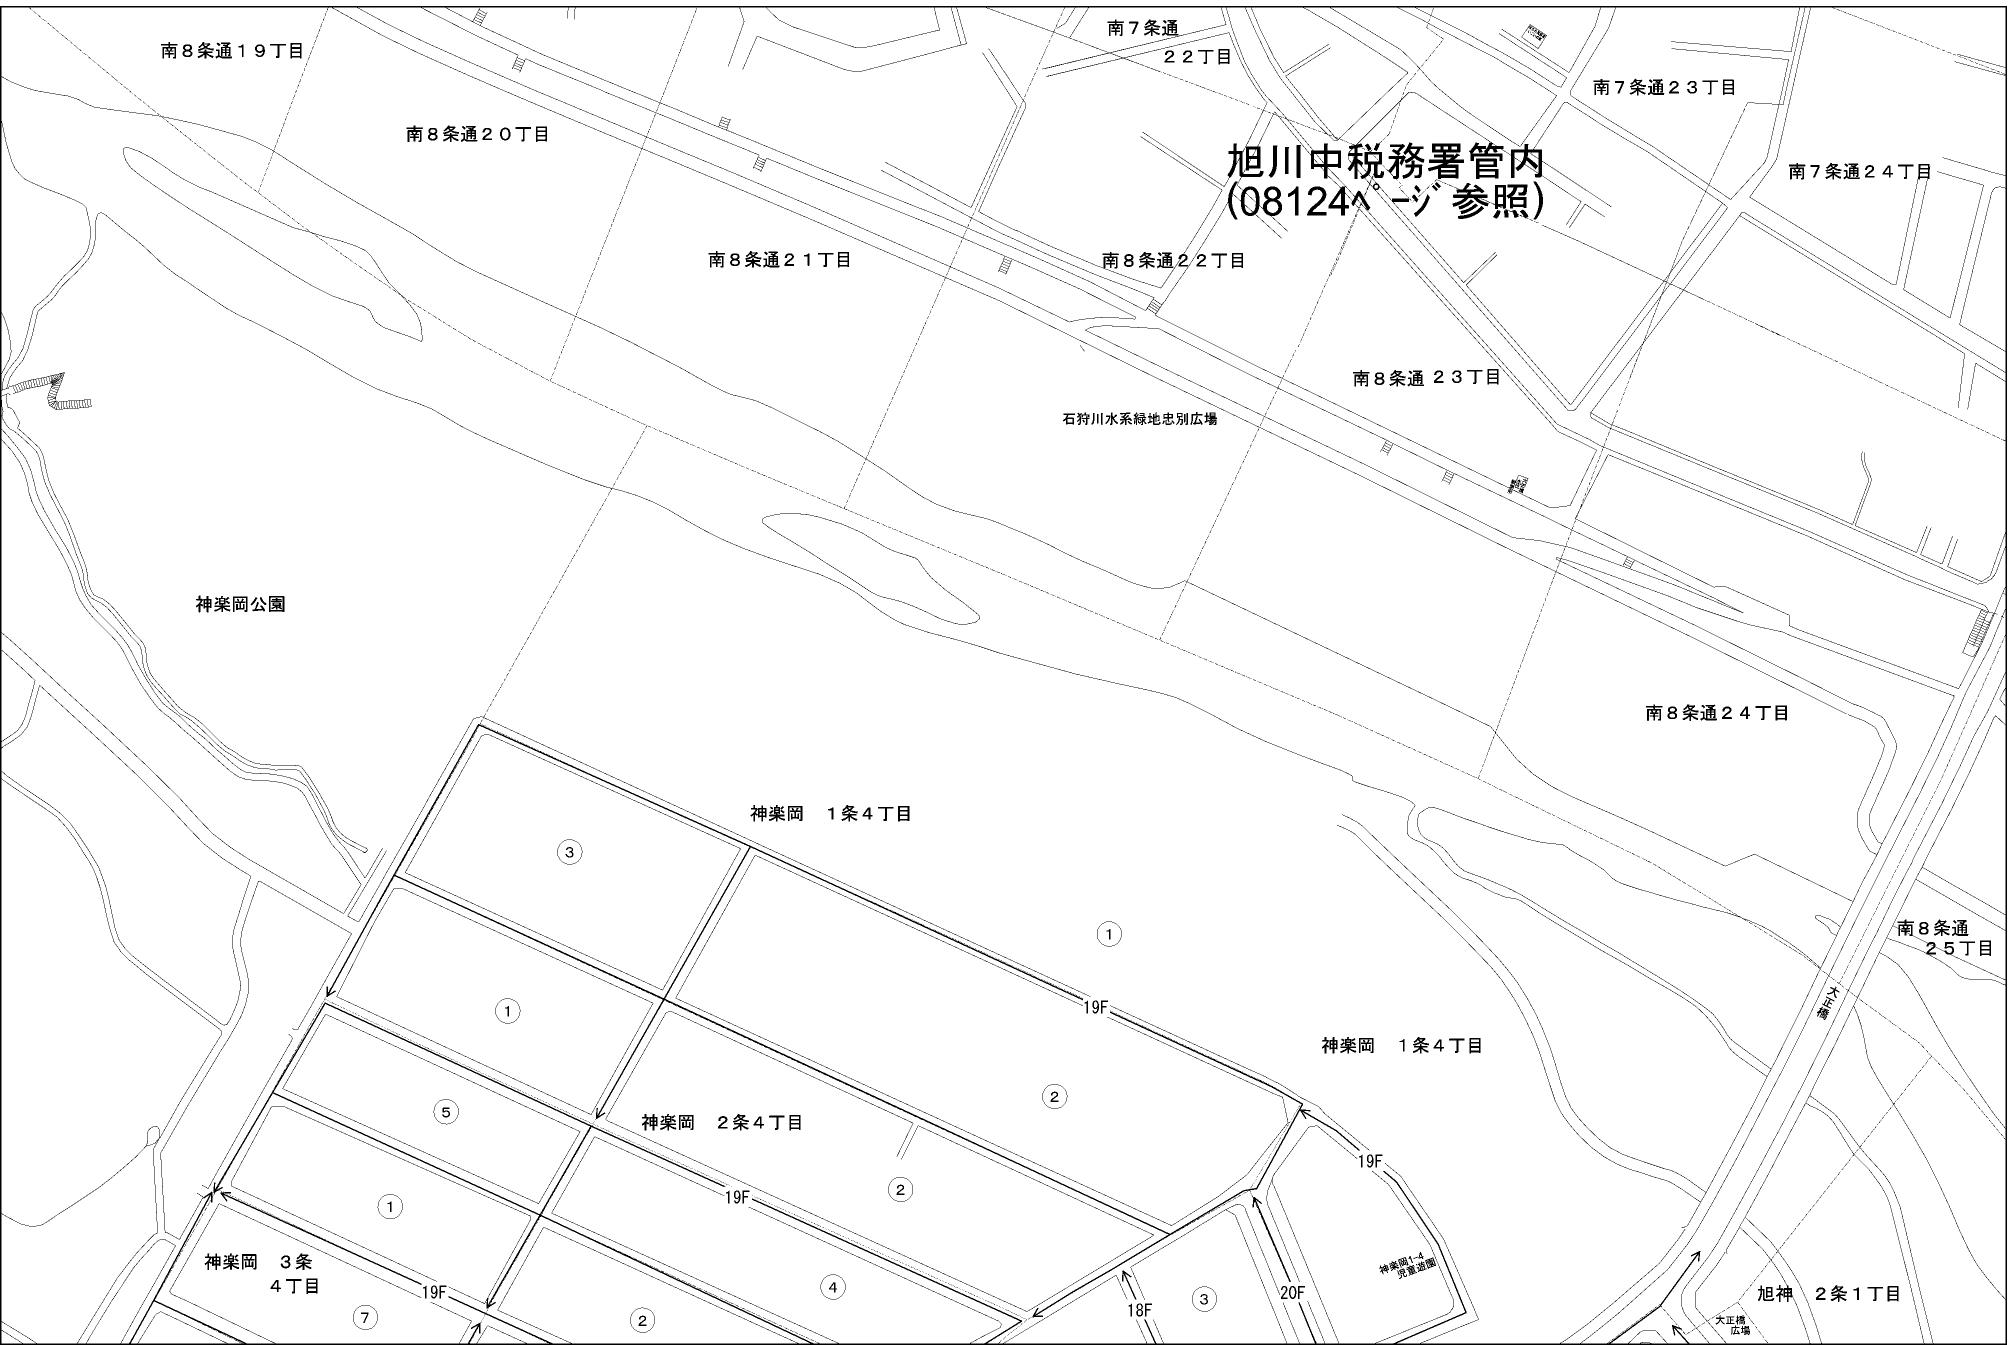 南８条通１９丁目
南７条通
２２丁目
南７条通２３丁目
南８条通２０丁目
旭川中税務署管内
(08124ﾍﾟｰｼﾞ参照)
南７条通２４丁目
南８条通２１丁目
南８条通２２丁目
南８条通２３丁目
石狩川水系緑地忠別広場
神楽岡公園
南８条通２４丁目
神楽岡　１条４丁目
③
①
南８条通
２５丁目
①
19F
大正橋
神楽岡　１条４丁目
⑤
②
神楽岡　２条４丁目
19F
②
19F
①
神楽岡　３条
４丁目
神楽岡1-4
児童遊園
19F
④
20F
18F
③
旭神　２条１丁目
⑦
②
大正橋
広場